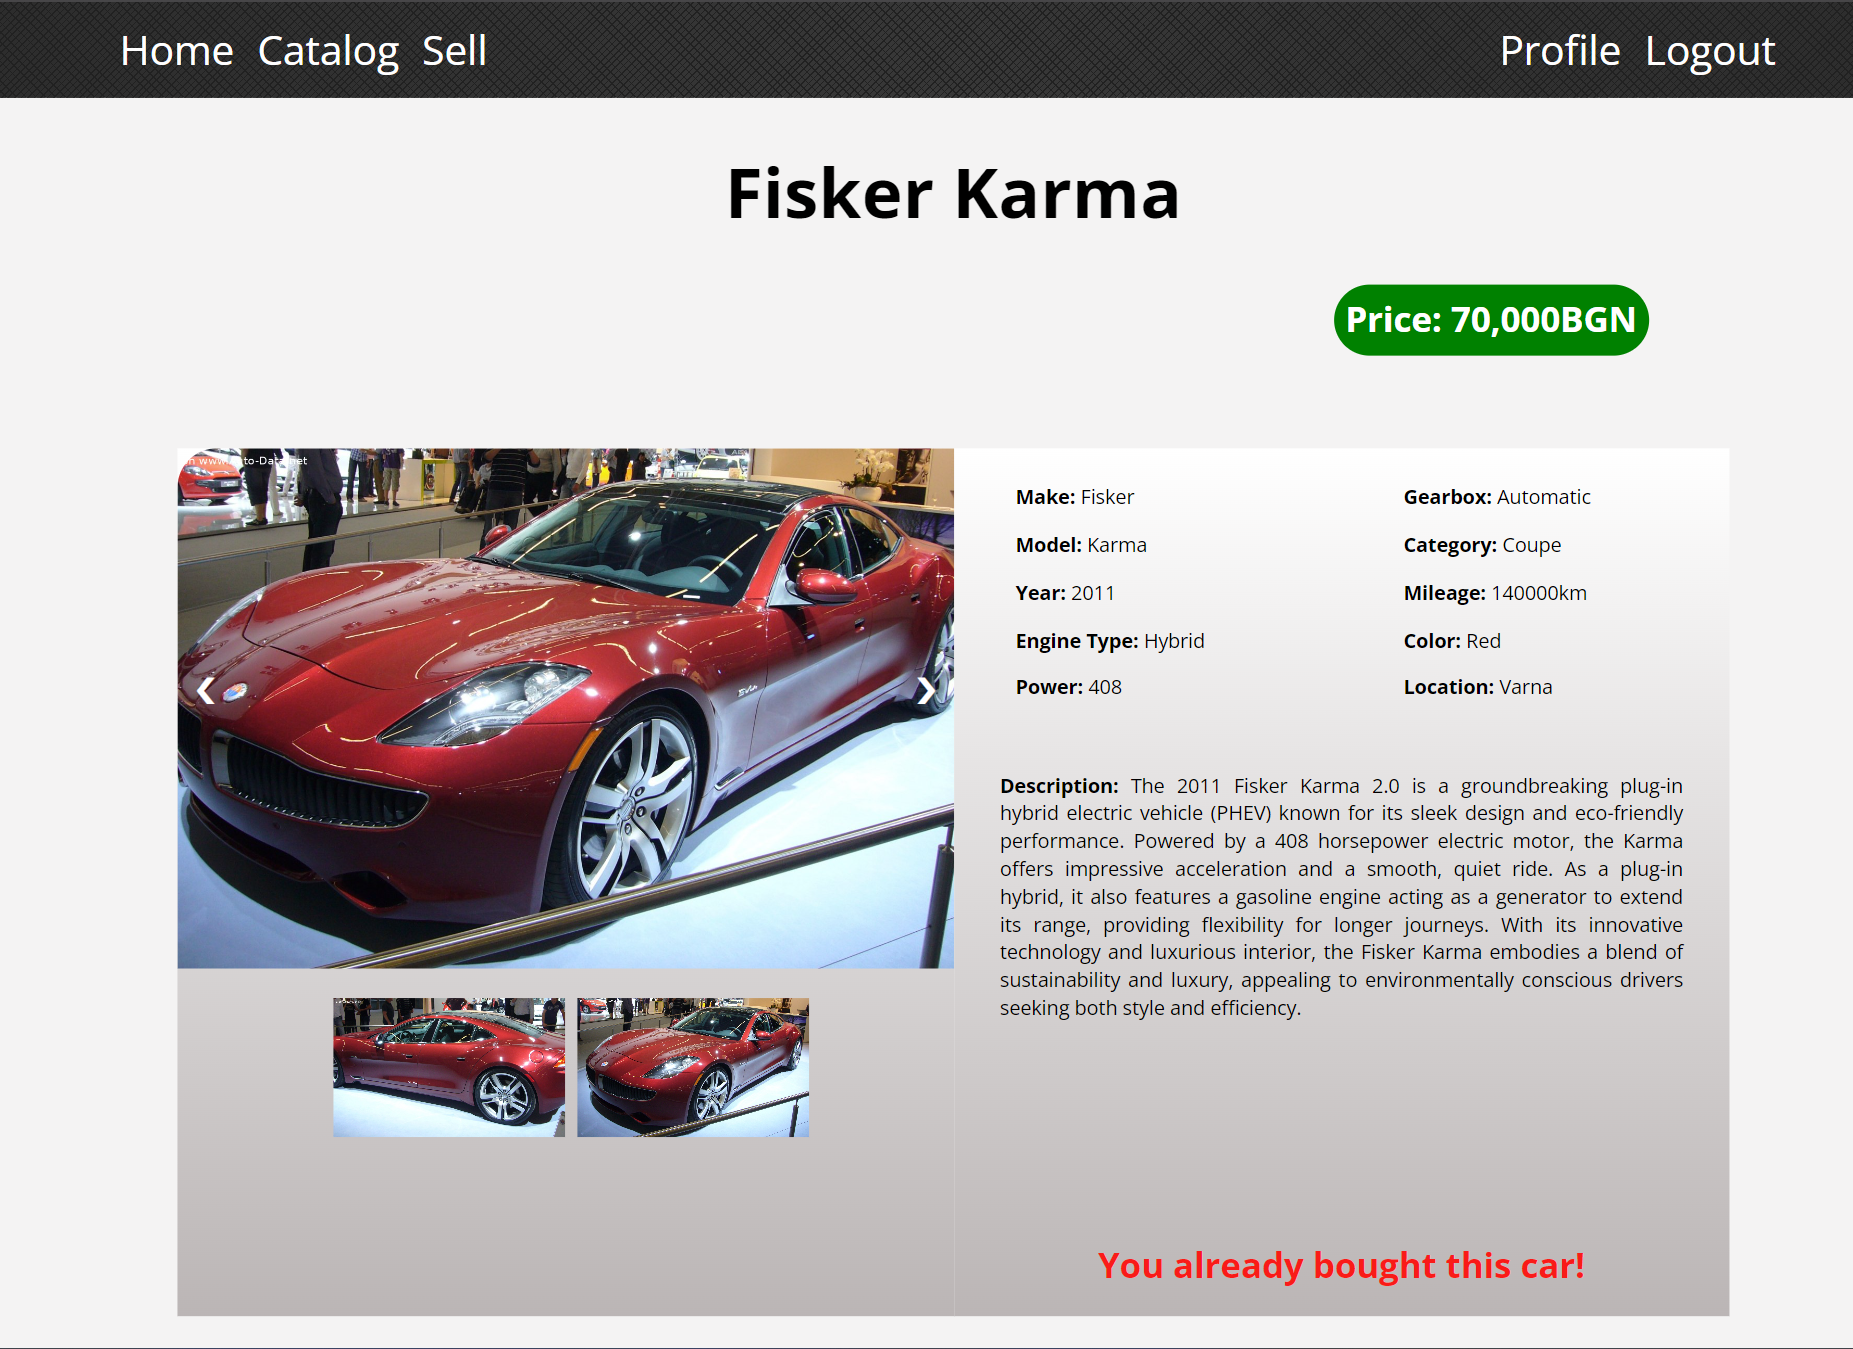 Home Catalog Sell
Profile Logout
Fisker Karma
Price: 70,000BGN
Make: Fisker
Gearbox: Automatic
Model: Karma
Category: Coupe
Year: 2011
Mileage: 140000km
Engine Type: Hybrid
Color: Red
Power: 408
Location: Varna
Description: The 2011 Fisker Karma 2.0 is a groundbreaking plug-in
hybrid electric vehicle (PHEV) known for its sleek design and eco-friendly
performance. Powered by a 408 horsepower electric motor, the Karma
offers impressive acceleration and a smooth, quiet ride. As a plug-in
hybrid, it also features a gasoline engine acting as a generator to extend
its range, providing flexibility for longer journeys. With its innovative
technology and luxurious interior, the Fisker Karma embodies a blend of
sustainability and luxury, appealing to environmentally conscious drivers
seeking both style and efficiency.
You already bought this car!